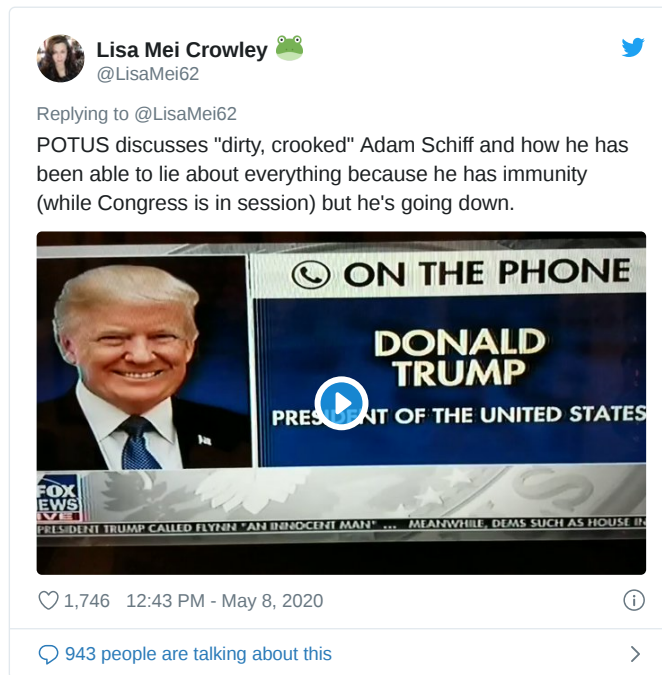 Lisa Mei Crowley
@LisaMei62
Replying to @LisaMei62
POTUS discusses "dirty, crooked" Adam Schiff and how he has
been able to lie about everything because he has immunity
(while Congress is in session) but he's going down.
ON THE PHONE
DONALD
TRUMP
PRESIDENT OF THE UNITED STATES
FOX
EWS
IVE
PRESIDENT TRUMP CALLED FLYNN "AN INNOCENT MAN" ... MEANWHILE, DEMS SUCH AS HOUSE IN
1,746 12:43 PM - May 8, 2020
943 people are talking about this